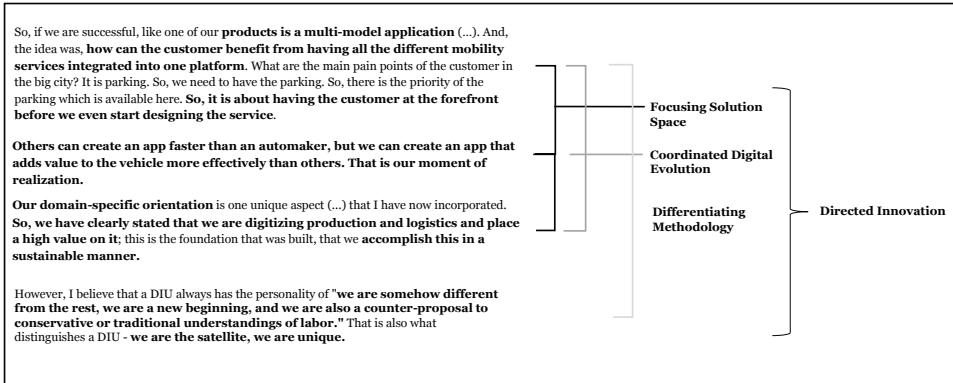 So, if we are successful, like one of our products is a multi-model application (...). And,
the idea was, how can the customer benefit from having all the different mobility
services integrated into one platform. What are the main pain points of the customer in
the big city? It is parking. So, we need to have the parking. So, there is the priority of the
parking which is available here. So, it is about having the customer at the forefront
before we even start designing the service.
Others can create an app faster than an automaker, but we can create an app that
adds value to the vehicle more effectively than others. That is our moment of
realization.
Our domain-specific orientation is one unique aspect (...) that I have now incorporated.
So, we have clearly stated that we are digitizing production and logistics and place
a high value on it; this is the foundation that was built, that we accomplish this in a
sustainable manner.
However, I believe that a DIU always has the personality of "we are somehow different
from the rest, we are a new beginning, and we are also a counter-proposal to
conservative or traditional understandings of labor." That is also what
distinguishes a DIU - we are the satellite, we are unique.
Focusing Solution
Space
Coordinated Digital
Evolution
Differentiating
Methodology
Directed Innovation